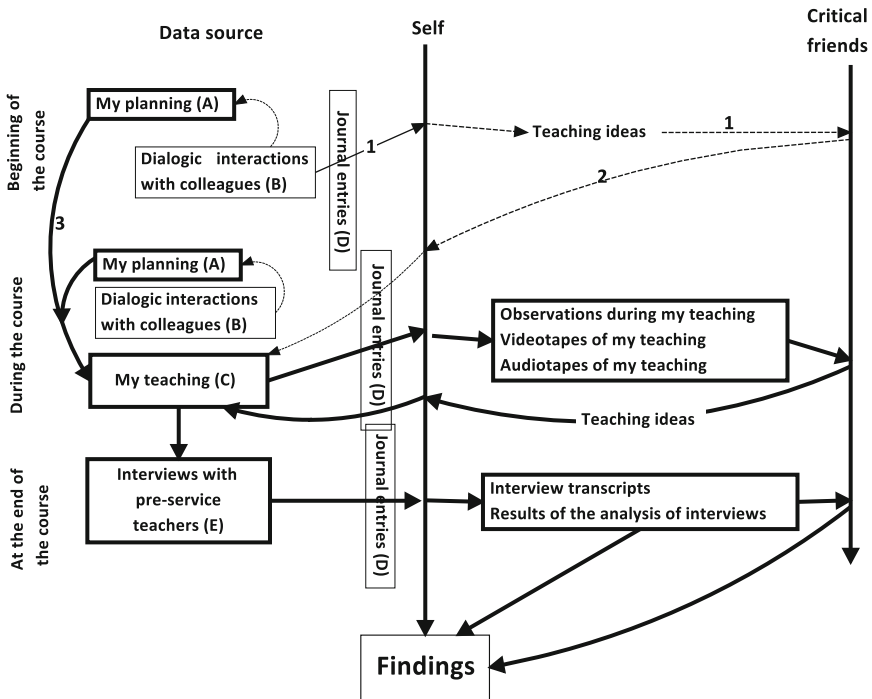 Data source
Self
Critical
friends
Beginning of
the course
My planning (A)
Dialogic interactions
with colleagues (B)
Journal entries (D)
1
Teaching ideas
1
2
3
During the course
My planning (A)
Dialogic interactions
with colleagues (B)
Journal entries (D)
My teaching (C)
Observations during my teaching
Videotapes of my teaching
Audiotapes of my teaching
Teaching ideas
At the end of
the course
Interviews with
pre-service
teachers (E)
Journal entries (D)
Interview transcripts
Results of the analysis of interviews
Findings